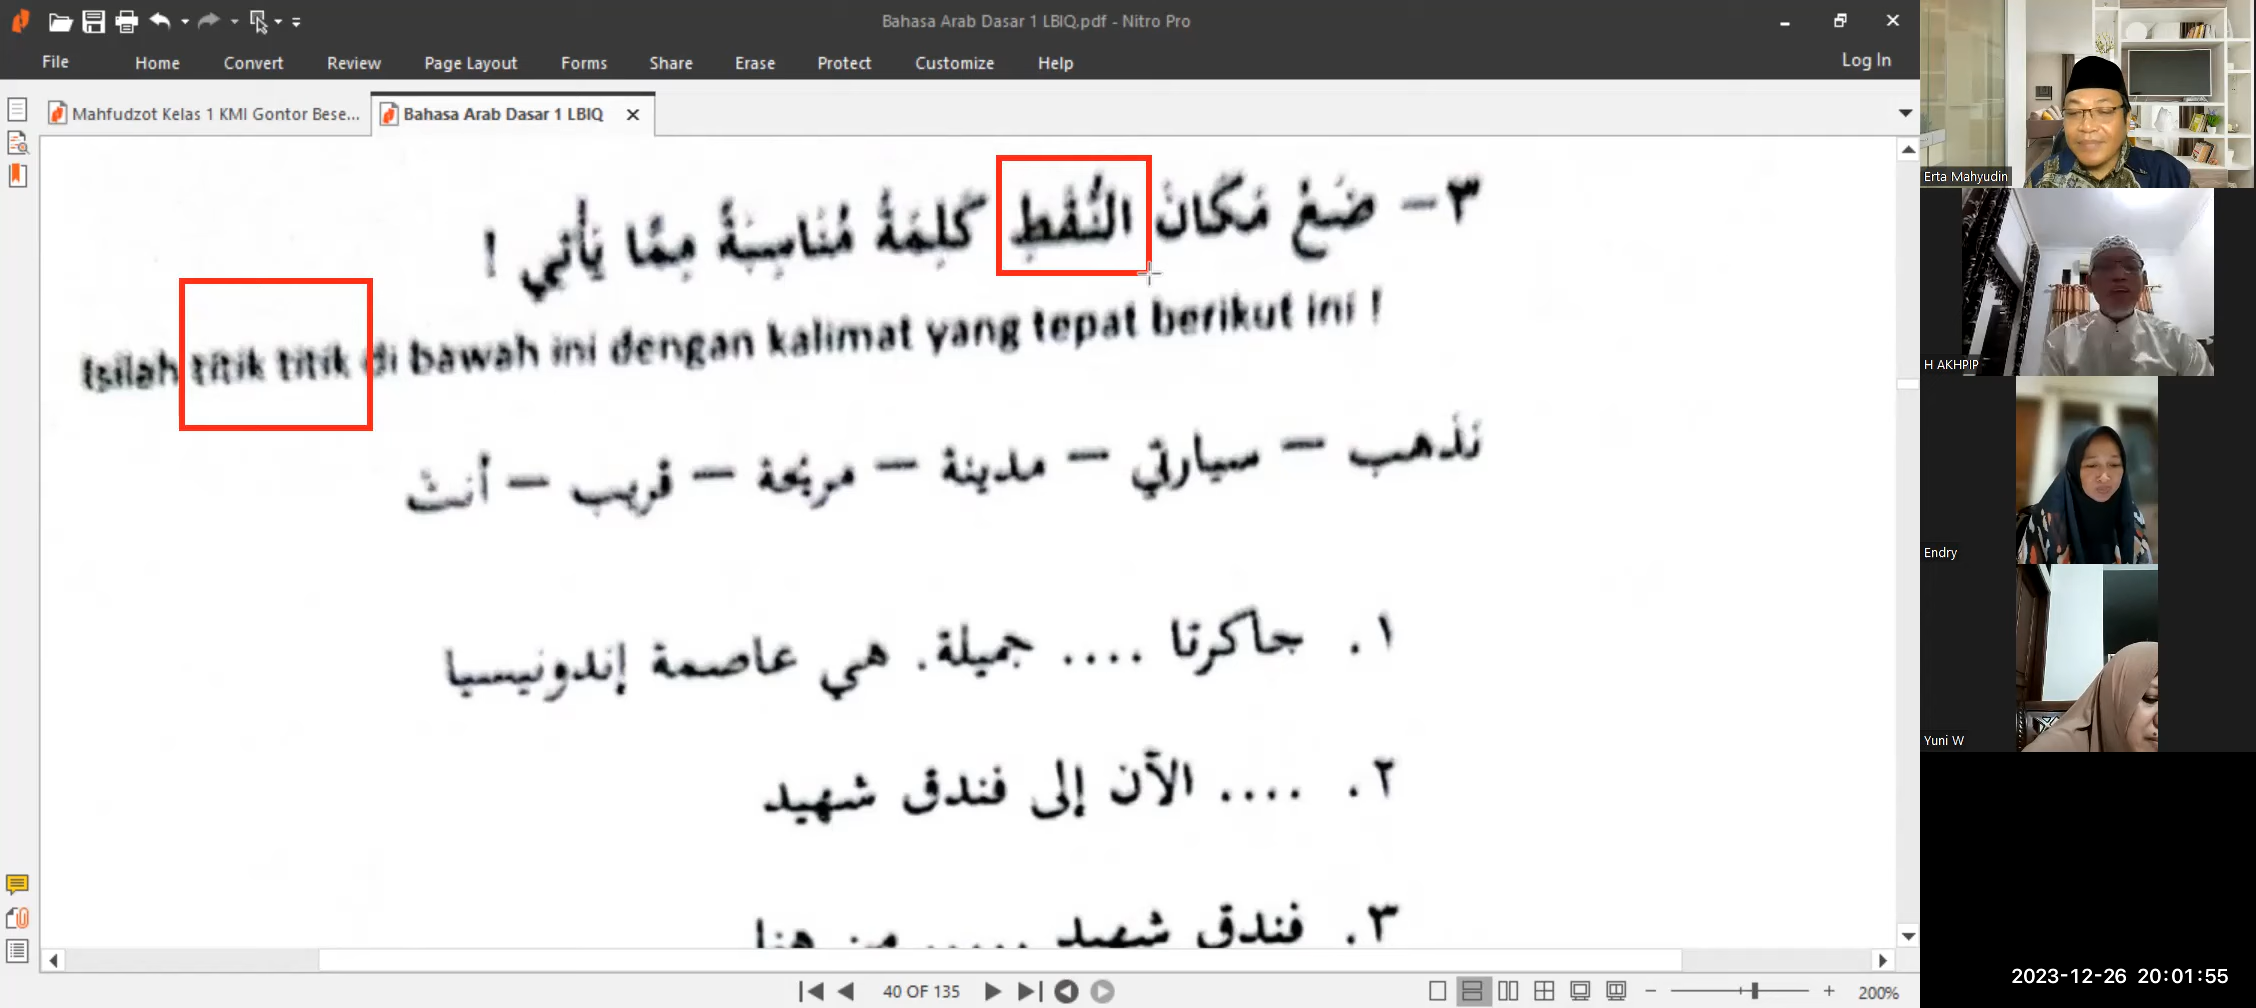 Bahasa Arab Dasar 1 LBIQ.pdf - Nitro Pro
File Home Convert Review Page Layout Forms Share Erase Protect Customize Help Log In
Mahfudzot Kelas 1 KMI Gontor Bese... Bahasa Arab Dasar 1 LBIQ
٣- ضَعْ مَكَانَ النُّقَطِ كَلِمَةً مُنَاسِبَةً مِمَّا يَأْتِي !
Isilah titik titik di bawah ini dengan kalimat yang tepat berikut ini !
نَذهب – سيارتي – مدينة – مريحة – قريب – أنتَ
١. جاكرتا .... جميلة. هي عاصمة إندونيسيا
٢. .... الآن إلى فندق شهيد
٣. فندق شهيد ..... من هنا
40 OF 135
200%
Erta Mahyudin
H AKHPIP
Endry
Yuni W
2023-12-26 20:01:55